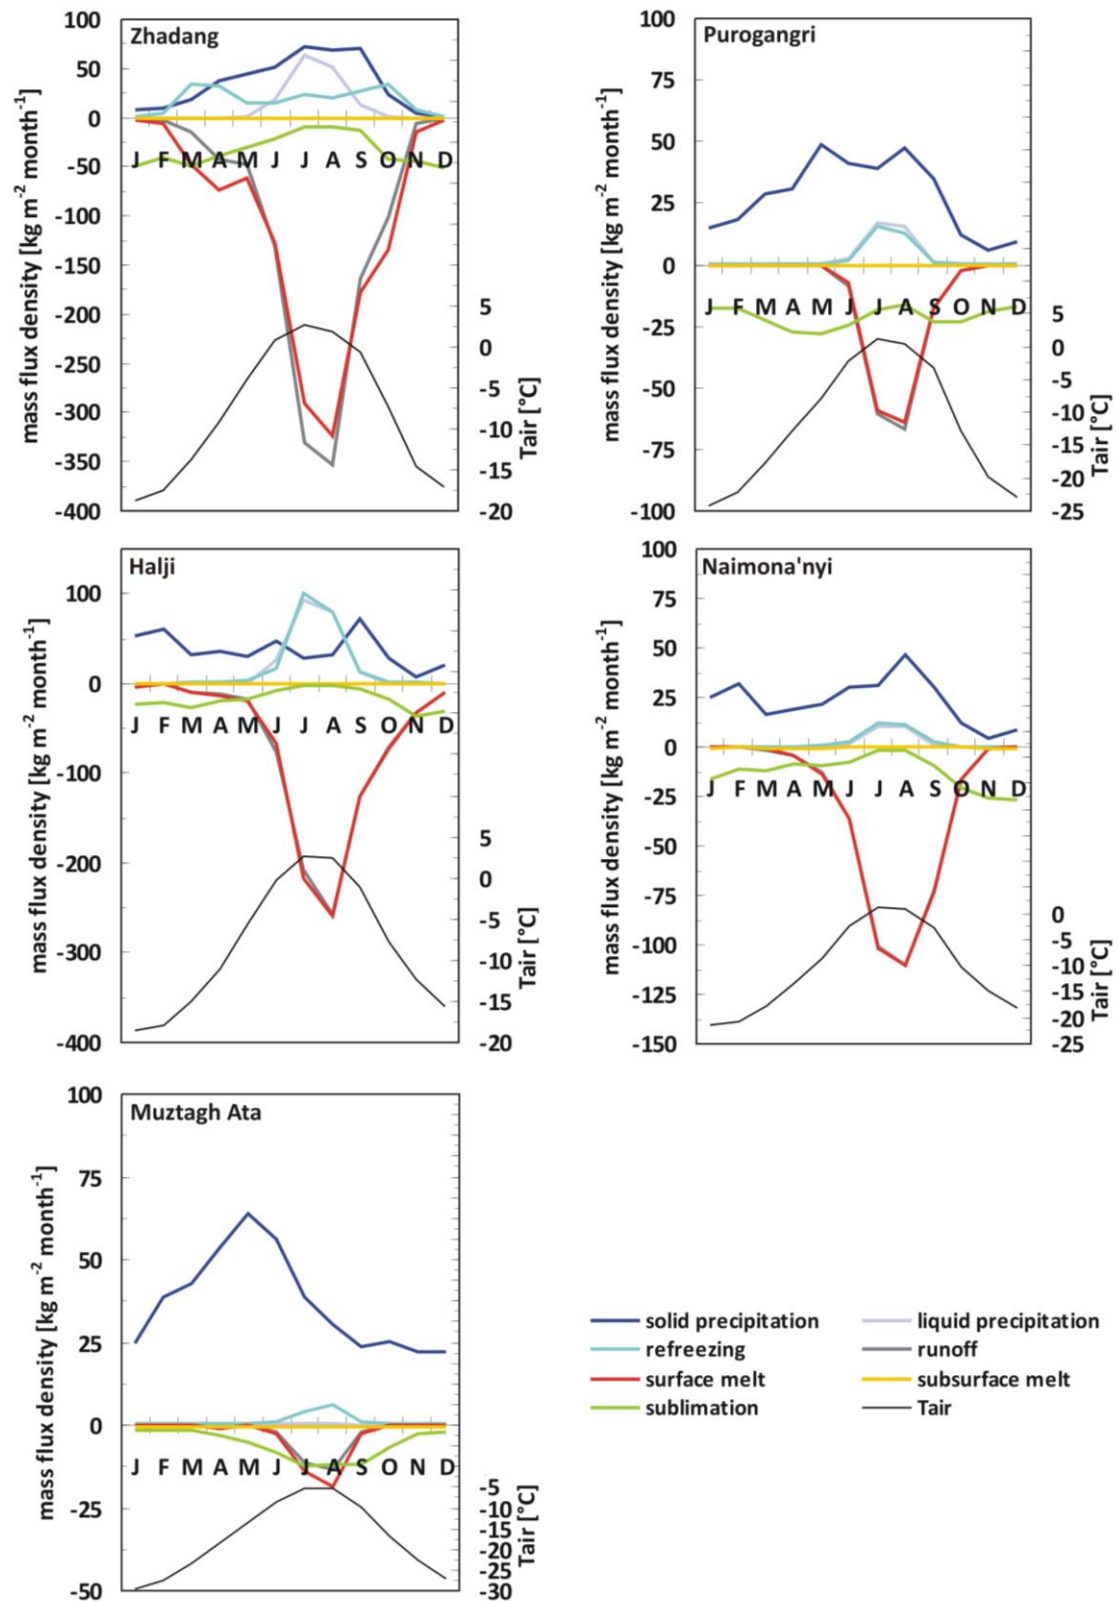 Zhadang
100
50
0
-50
-100
-150
-200
-250
-300
-350
-400
mass flux density [kg m-2 month-1]
J F M A M J J A S O N D
5
0
-5
-10
-15
-20
Tair [°C]
Purogangri
100
75
50
25
0
-25
-50
-75
-100
mass flux density [kg m-2 month-1]
J F M A M J J A S O N D
5
0
-5
-10
-15
-20
-25
Tair [°C]
Halji
100
0
-100
-200
-300
-400
mass flux density [kg m-2 month-1]
J F M A M J J A S O N D
5
0
-5
-10
-15
-20
Tair [°C]
Naimona'nyi
100
75
50
25
0
-25
-50
-75
-100
-125
-150
mass flux density [kg m-2 month-1]
J F M A M J J A S O N D
0
-5
-10
-15
-20
-25
Tair [°C]
Muztagh Ata
100
75
50
25
0
-25
-50
mass flux density [kg m-2 month-1]
J F M A M J J A S O N D
-5
-10
-15
-20
-25
-30
Tair [°C]
solid precipitation
liquid precipitation
refreezing
runoff
surface melt
subsurface melt
sublimation
Tair